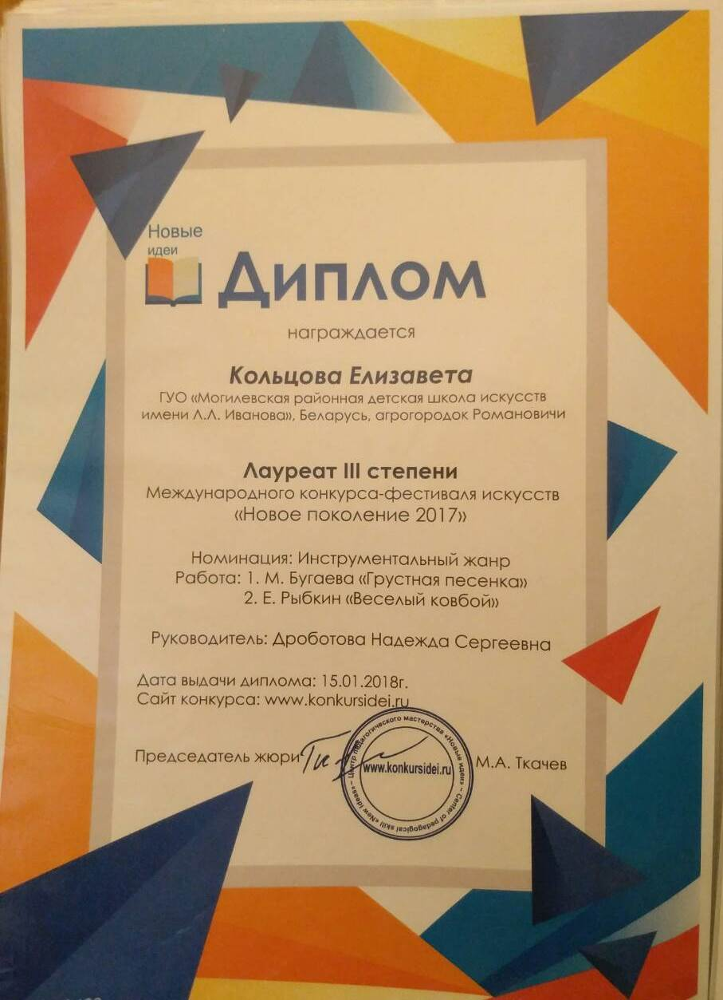 Новые
идеи
Диплом
награждается
Кольцова Елизавета
ГУО «Могилевская районная детская школа искусств
имени Л.Л. Иванова», Беларусь, агрогородок Романовичи
Лауреат III степени
Международного конкурса-фестиваля искусств
«Новое поколение 2017»
Номинация: Инструментальный жанр
Работа: 1. М. Бугаева «Грустная песенка»
2. Е. Рыбкин «Веселый ковбой»
Руководитель: Дроботова Надежда Сергеевна
Дата выдачи диплома: 15.01.2018г.
Сайт конкурса: www.konkursidei.ru
Председатель жюри
М.А. Ткачев
Центр педагогического мастерства «Новые идеи» – Center of pedagogical skill «New Ideas» –
www.konkursidei.ru